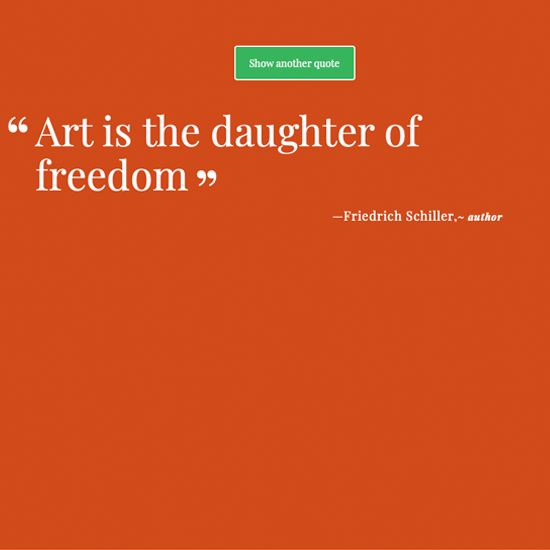 Show another quote
“ Art is the daughter of
freedom ”
—Friedrich Schiller,~ author